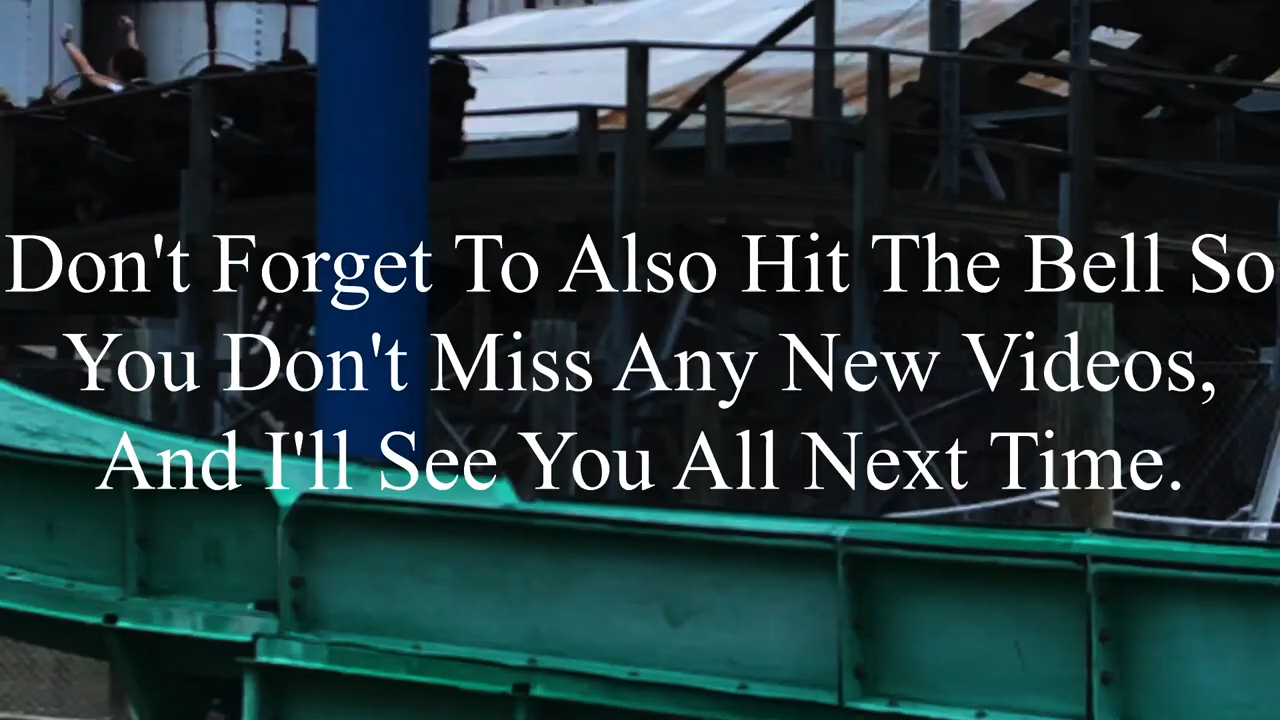 Don't Forget To Also Hit The Bell So
You Don't Miss Any New Videos,
And I'll See You All Next Time.